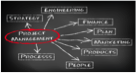 ENGINEERING
STRATEGY
FINANCE
PLAN
PROJECT
MANAGEMENT
MARKETING
PRODUCTS
PROCESSES
PEOPLE